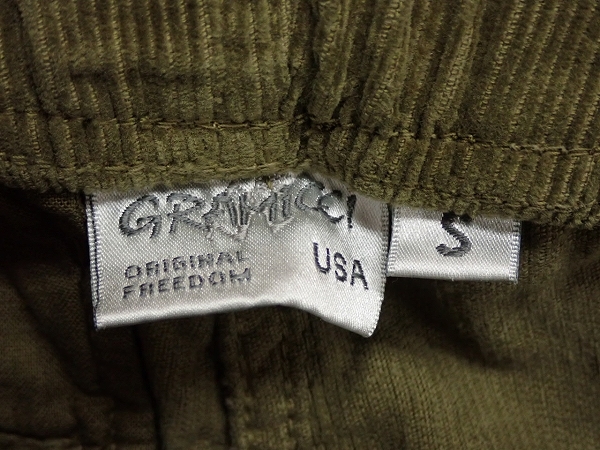 GRAMICCI
ORIGINAL
FREEDOM
USA
S